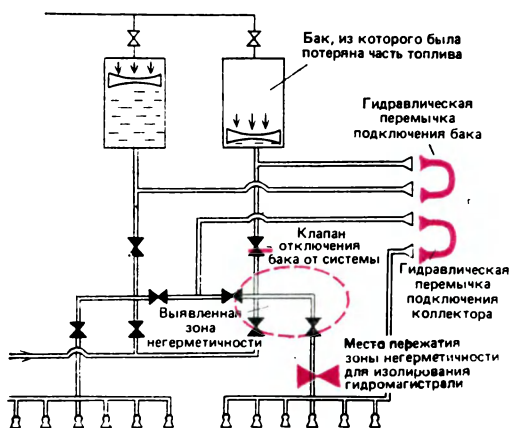 Бак, из которого была
потеряна часть топлива
Гидравлическая
перемычка
подключения бака
Клапан
отключения
бака от системы
Гидравлическая
перемычка
подключения
коллектора
Выявленная
зона
негерметичности
Место пережатия
зоны негерметичности
для изолирования
гидромагистрали